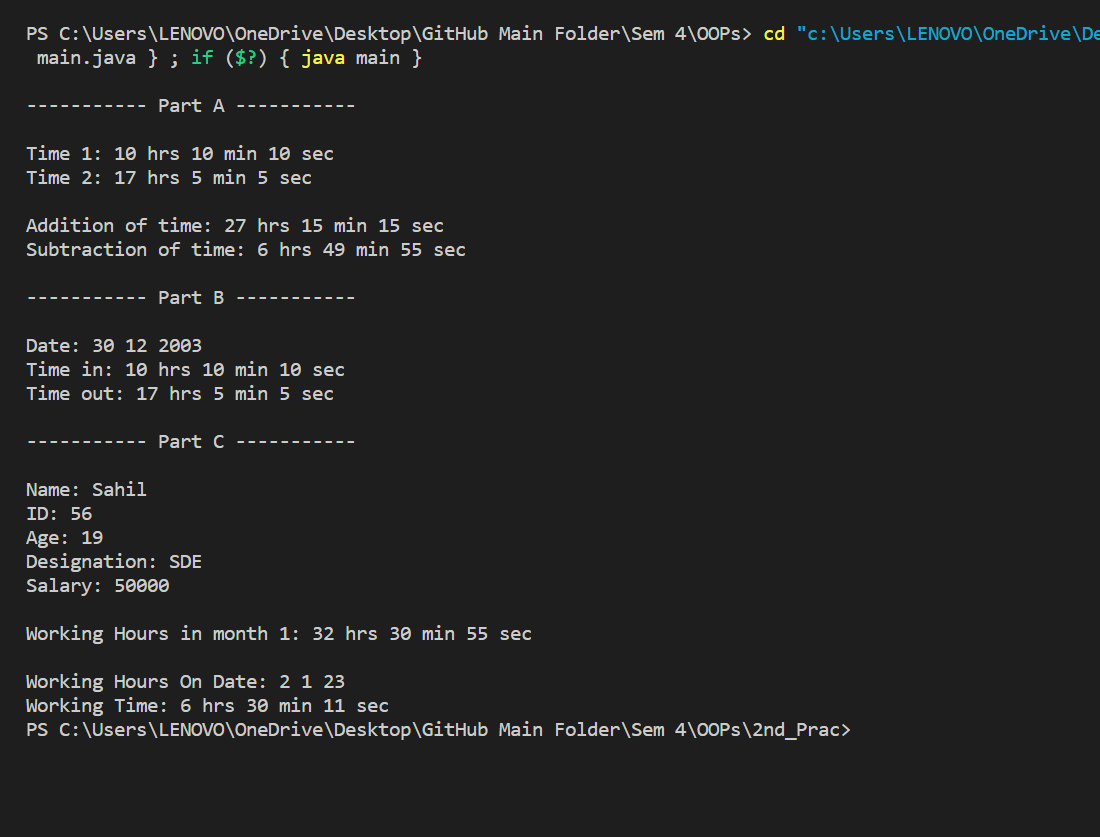 PS C:\Users\LENOVO\OneDrive\Desktop\GitHub Main Folder\Sem 4\OOPs> cd "c:\Users\LENOVO\OneDrive\De
main.java } ; if ($?) { java main }
----------- Part A -----------
Time 1: 10 hrs 10 min 10 sec
Time 2: 17 hrs 5 min 5 sec
Addition of time: 27 hrs 15 min 15 sec
Subtraction of time: 6 hrs 49 min 55 sec
----------- Part B -----------
Date: 30 12 2003
Time in: 10 hrs 10 min 10 sec
Time out: 17 hrs 5 min 5 sec
----------- Part C -----------
Name: Sahil
ID: 56
Age: 19
Designation: SDE
Salary: 50000
Working Hours in month 1: 32 hrs 30 min 55 sec
Working Hours On Date: 2 1 23
Working Time: 6 hrs 30 min 11 sec
PS C:\Users\LENOVO\OneDrive\Desktop\GitHub Main Folder\Sem 4\OOPs\2nd_Prac>